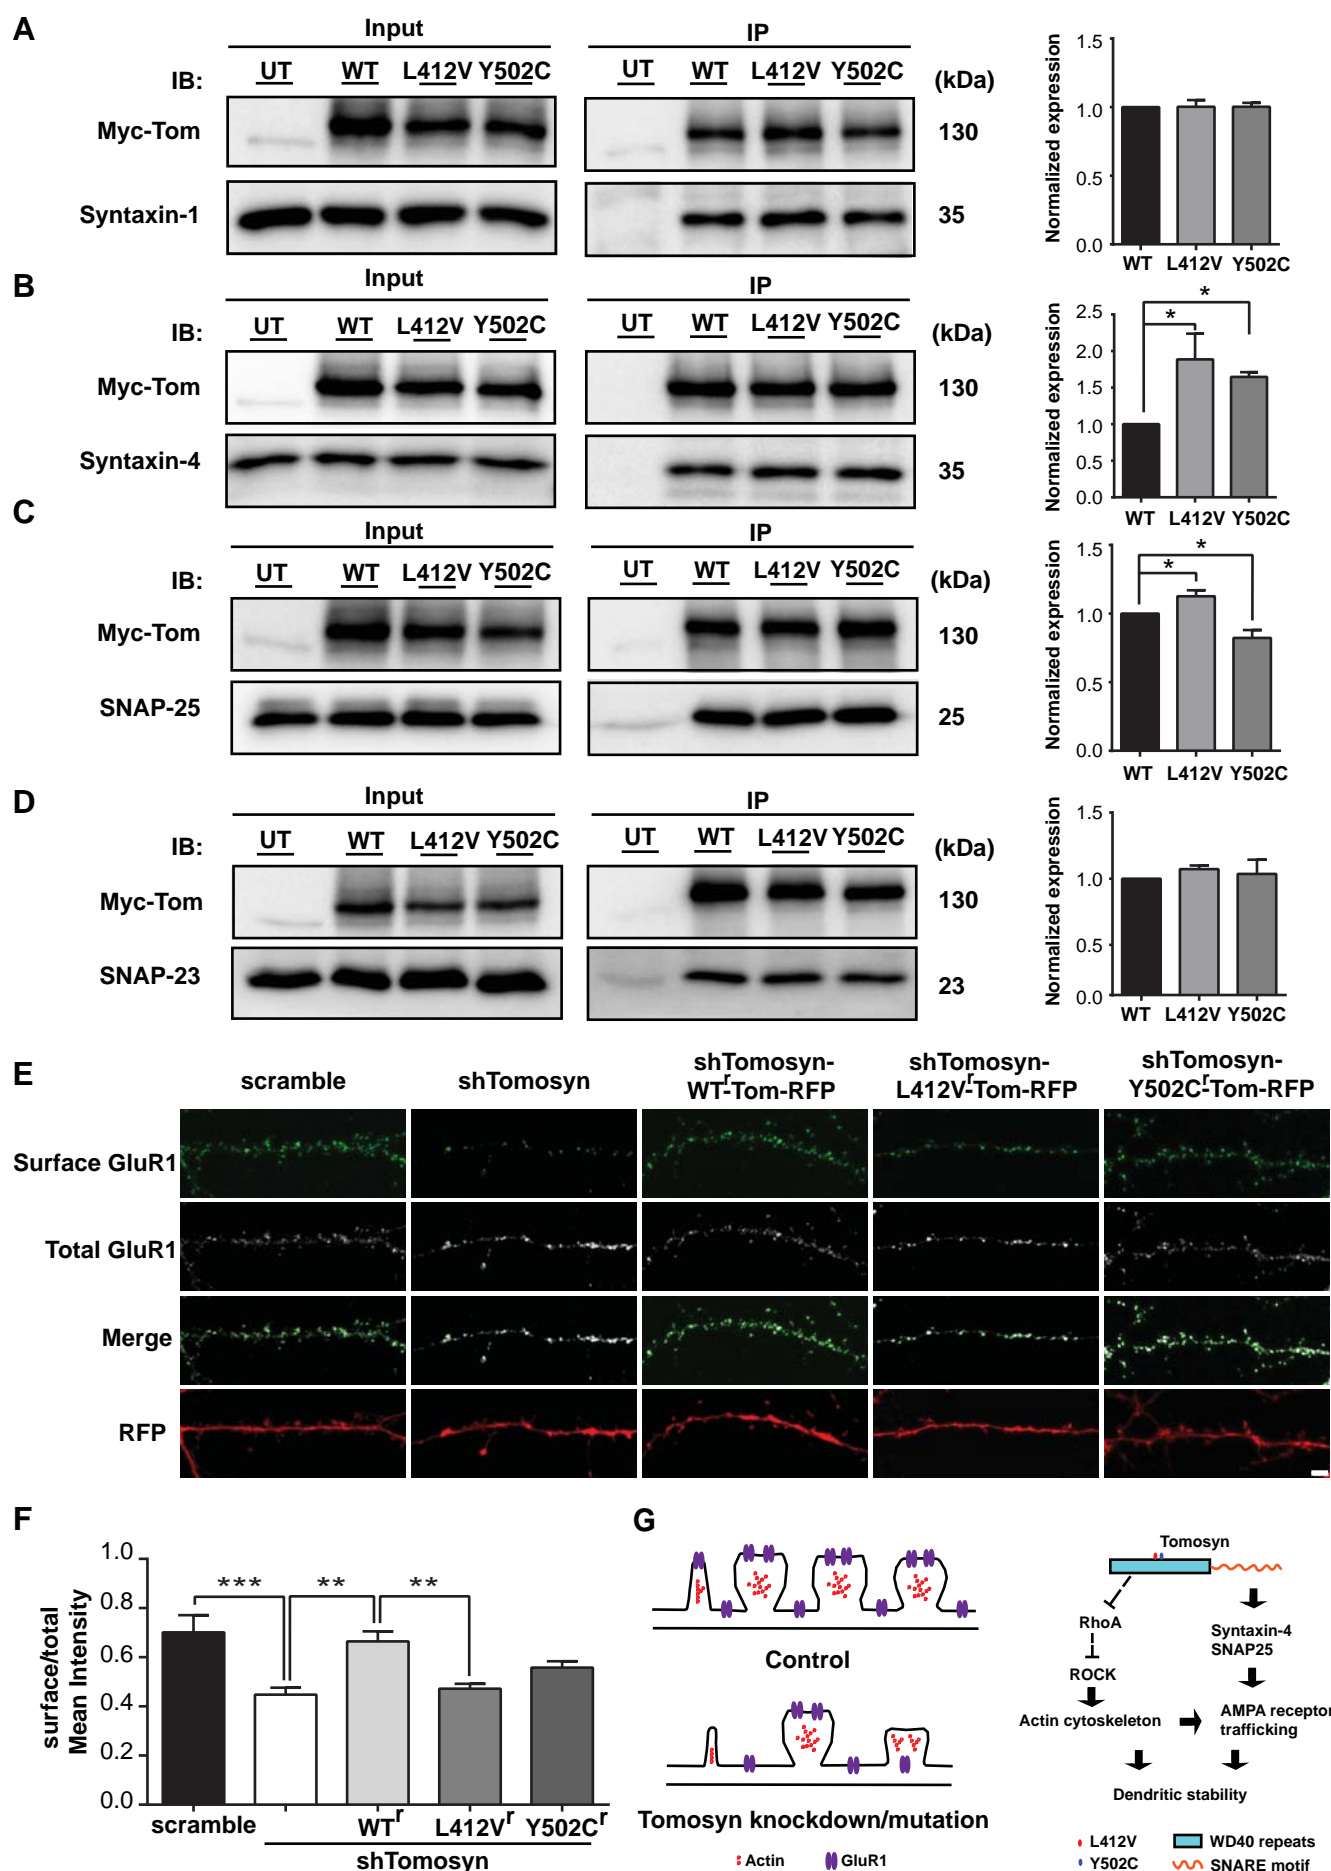 A
Input
IP
IB:
UT WT L412V Y502C
UT WT L412V Y502C
(kDa)
Myc-Tom
130
Syntaxin-1
35
Normalized expression
1.5
1.0
0.5
0.0
WT L412V Y502C
B
Input
IP
IB:
UT WT L412V Y502C
UT WT L412V Y502C
(kDa)
Myc-Tom
130
Syntaxin-4
35
Normalized expression
2.5
2.0
1.5
1.0
0.5
0.0
*
*
WT L412V Y502C
C
Input
IP
IB:
UT WT L412V Y502C
UT WT L412V Y502C
(kDa)
Myc-Tom
130
SNAP-25
25
Normalized expression
1.5
1.0
0.5
0.0
*
*
WT L412V Y502C
D
Input
IP
IB:
UT WT L412V Y502C
UT WT L412V Y502C
(kDa)
Myc-Tom
130
SNAP-23
23
Normalized expression
1.5
1.0
0.5
0.0
WT L412V Y502C
E
scramble
shTomosyn
shTomosyn-
WTr-Tom-RFP
shTomosyn-
L412Vr-Tom-RFP
shTomosyn-
Y502Cr-Tom-RFP
Surface GluR1
Total GluR1
Merge
RFP
F
surface/total
Mean Intensity
1.0
0.8
0.6
0.4
0.2
0.0
*** ** **
scramble WTr L412Vr Y502Cr
shTomosyn
G
Control
Tomosyn knockdown/mutation
Actin GluR1
Tomosyn
RhoA
ROCK
Actin cytoskeleton
Syntaxin-4
SNAP25
AMPA receptor
trafficking
Dendritic stability
L412V WD40 repeats
Y502C SNARE motif